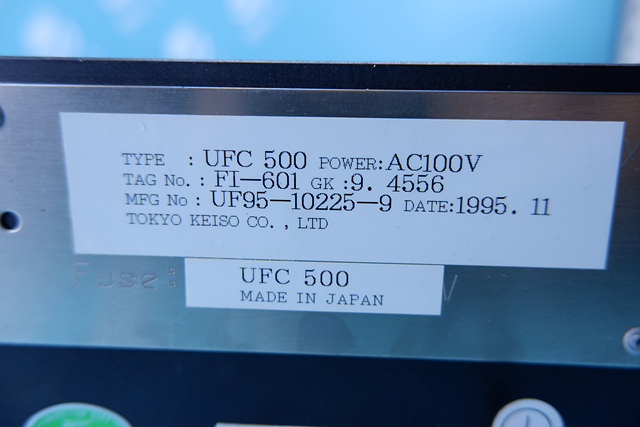 TYPE : UFC 500 POWER:AC100V
TAG No. : FI—601 GK :9. 4556
MFG No : UF95—10225—9 DATE:1995. 11
TOKYO KEISO CO. , LTD
Fuse: V
UFC 500
MADE IN JAPAN